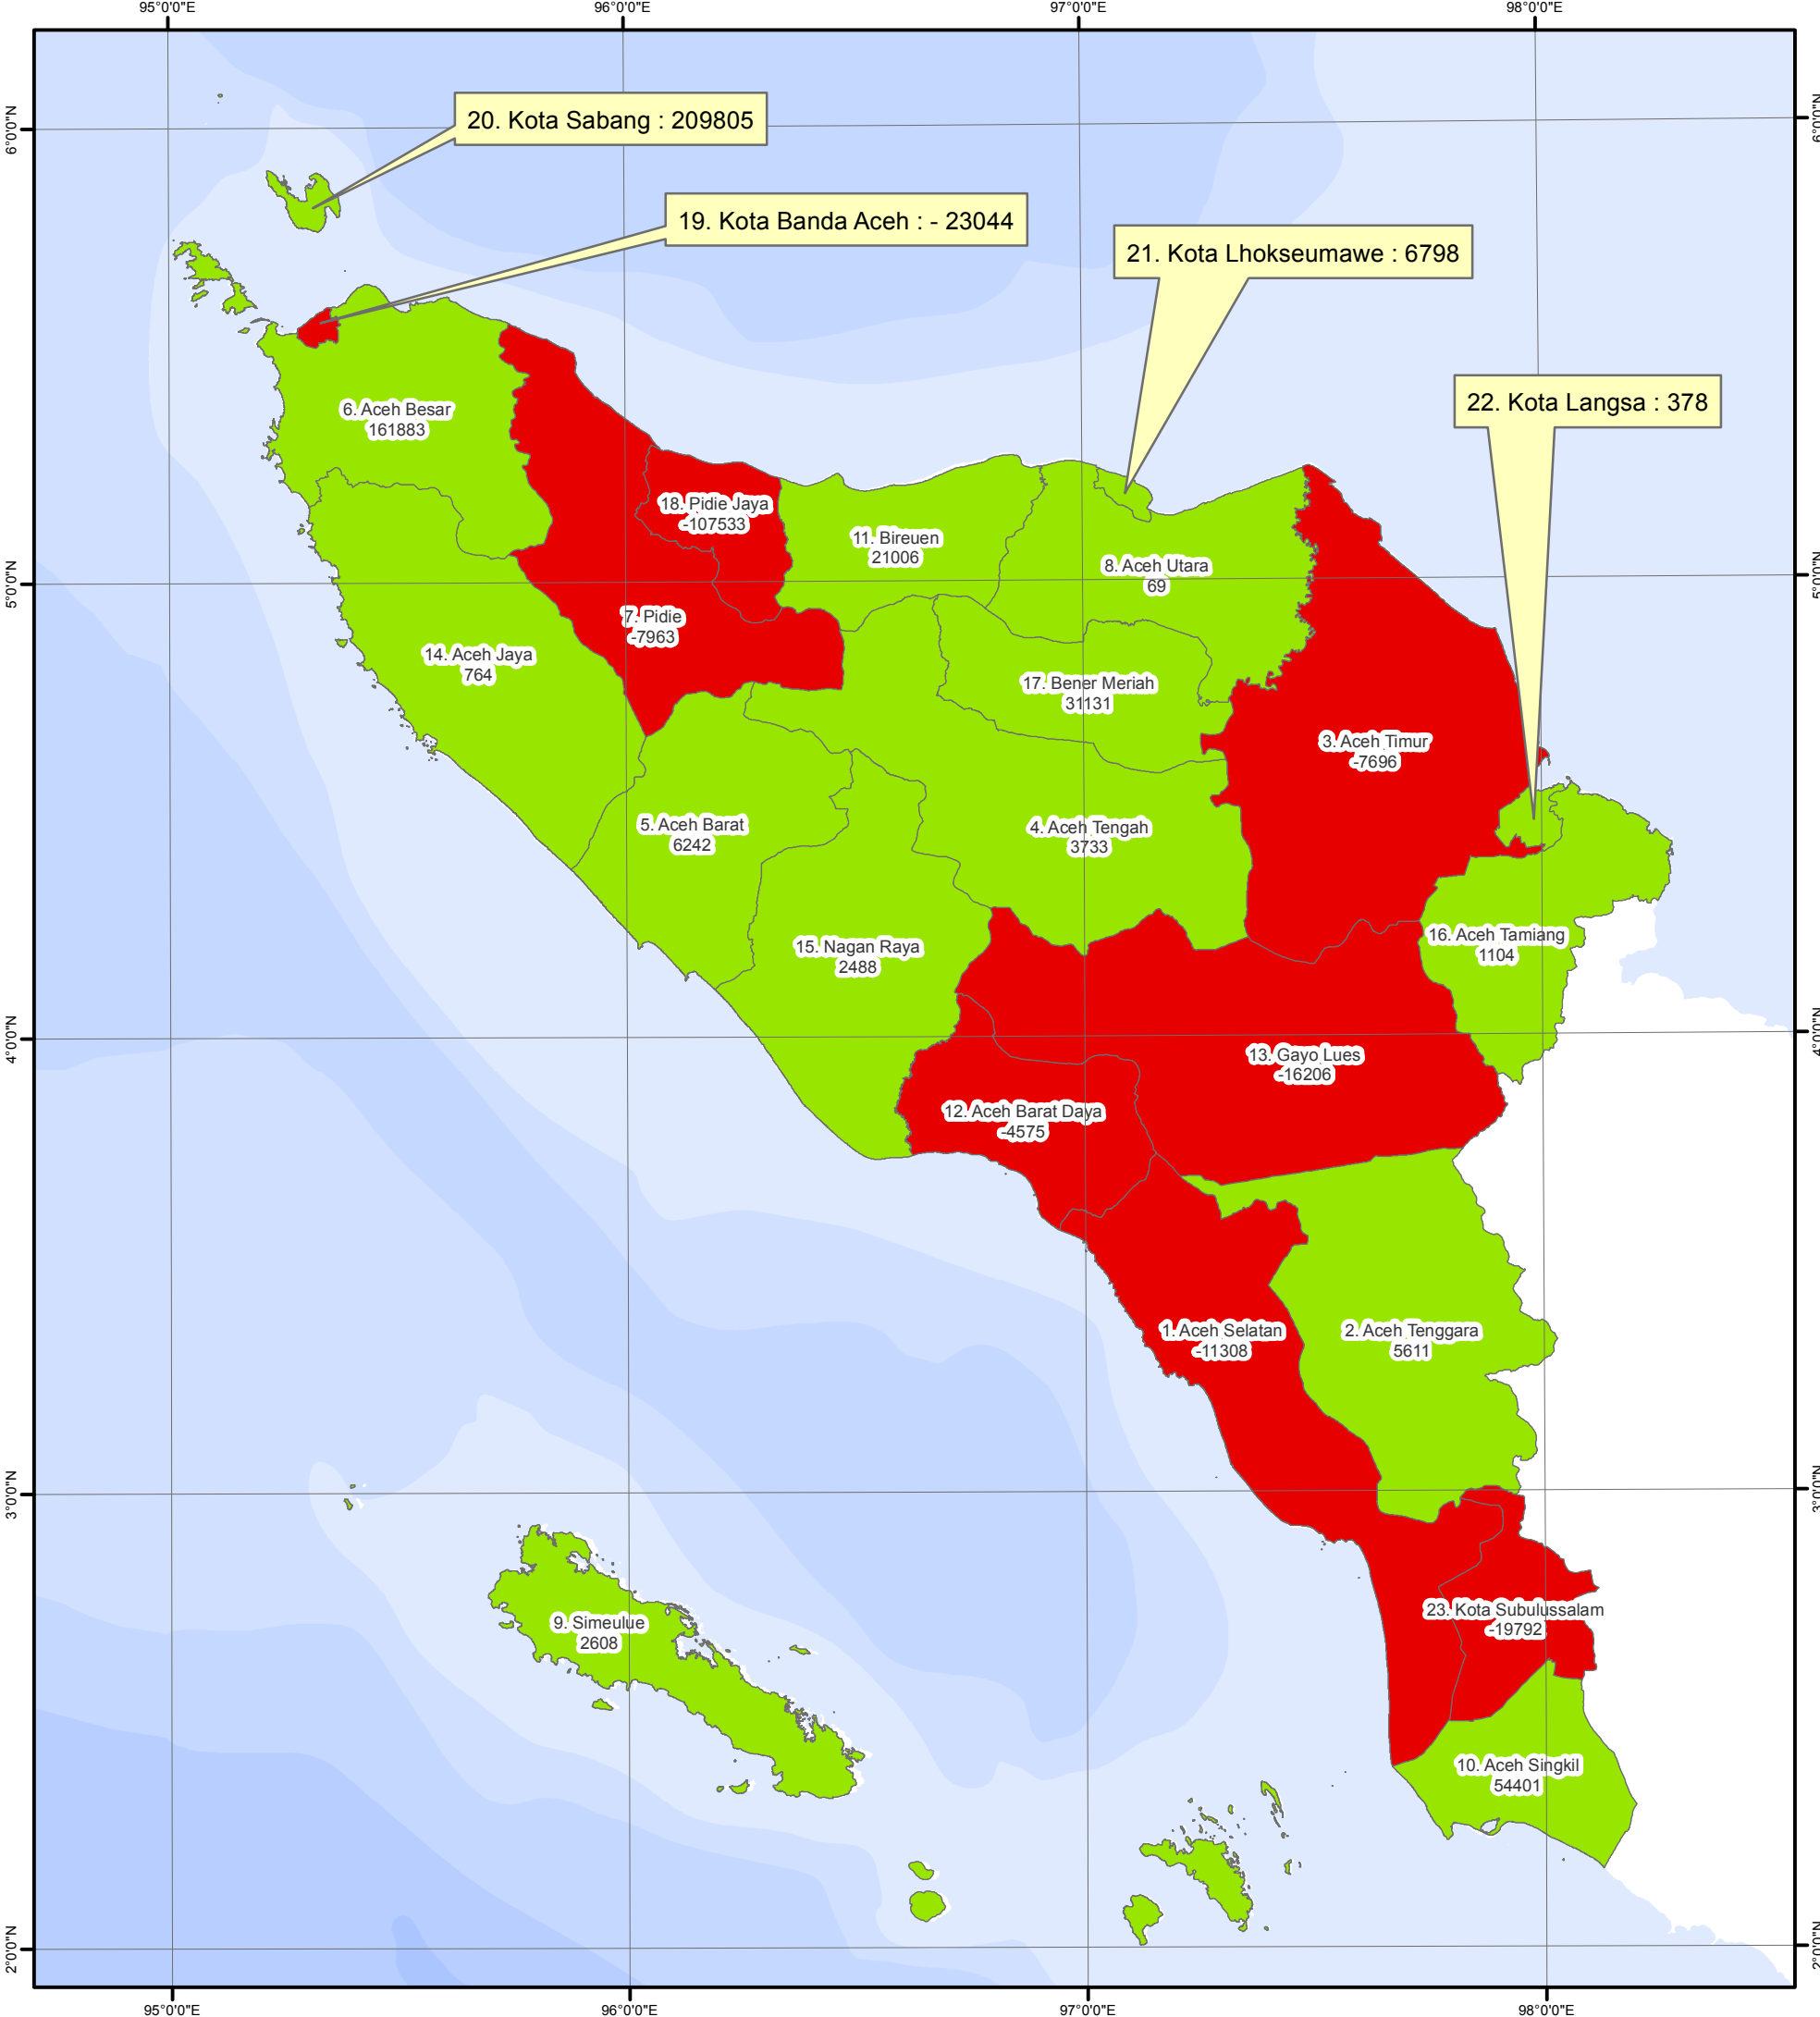 95°0'0"E
96°0'0"E
97°0'0"E
98°0'0"E
6°0'0"N
6°0'0"N
20. Kota Sabang : 209805
19. Kota Banda Aceh : - 23044
21. Kota Lhokseumawe : 6798
22. Kota Langsa : 378
6. Aceh Besar
161883
18. Pidie Jaya
-107533
11. Bireuen
21006
8. Aceh Utara
69
5°0'0"N
5°0'0"N
7. Pidie
-7963
14. Aceh Jaya
764
17. Bener Meriah
31131
3. Aceh Timur
-7696
5. Aceh Barat
6242
4. Aceh Tengah
3733
15. Nagan Raya
2488
16. Aceh Tamiang
1104
4°0'0"N
4°0'0"N
13. Gayo Lues
-16206
12. Aceh Barat Daya
-4575
1. Aceh Selatan
-11308
2. Aceh Tenggara
5611
3°0'0"N
3°0'0"N
9. Simeulue
2608
23. Kota Subulussalam
-19792
10. Aceh Singkil
54401
2°0'0"N
2°0'0"N
95°0'0"E
96°0'0"E
97°0'0"E
98°0'0"E